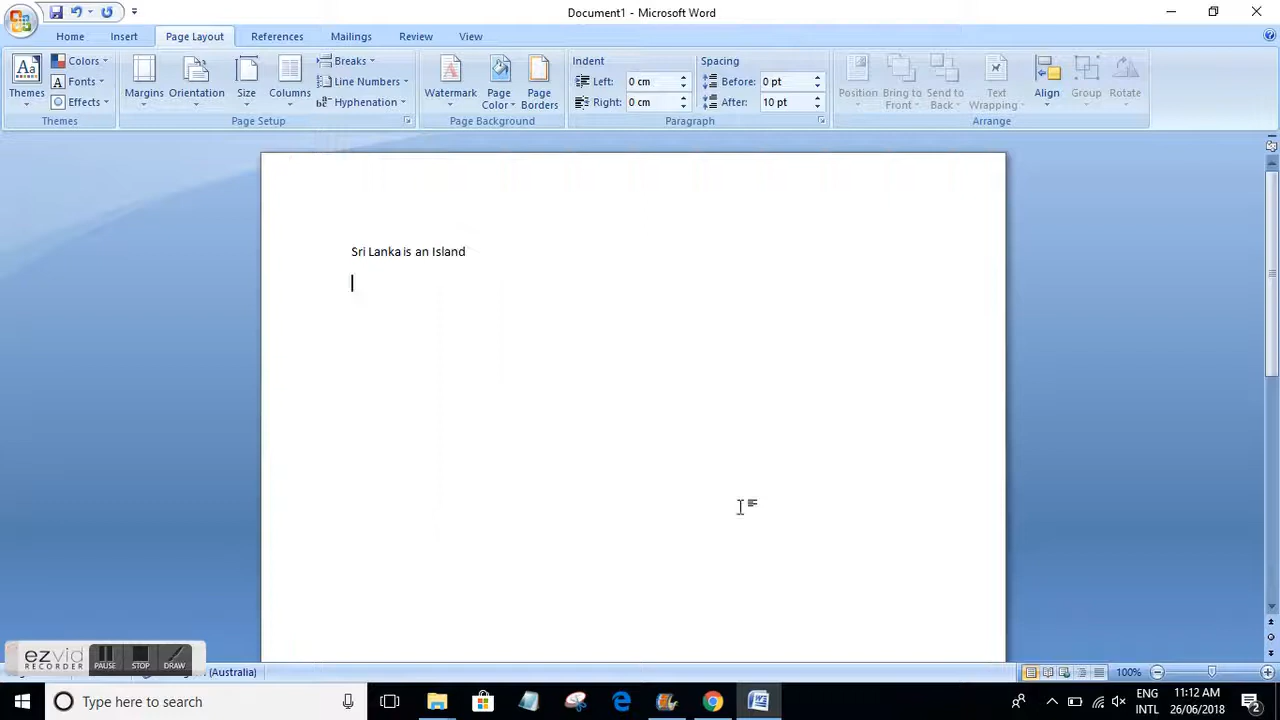 Document1 - Microsoft Word
Home Insert Page Layout References Mailings Review View
Themes
Colors
Fonts
Effects
Themes
Margins
Orientation
Size
Columns
Breaks
Line Numbers
Hyphenation
Page Setup
Watermark
Page
Color
Page
Borders
Page Background
Indent
Left: 0 cm
Right: 0 cm
Spacing
Before: 0 pt
After: 10 pt
Paragraph
Position
Bring to
Front
Send to
Back
Text
Wrapping
Align
Group
Rotate
Arrange
Sri Lanka is an Island
ezvid
RECORDER
PAUSE
STOP
DRAW
(Australia)
100%
Type here to search
ENG
INTL
11:12 AM
26/06/2018
2